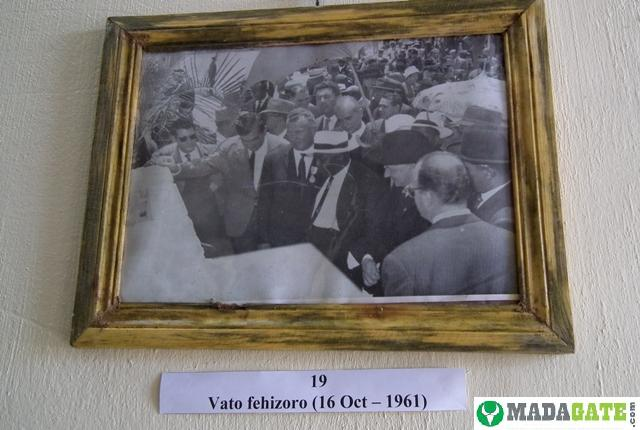 19
Vato fehizoro (16 Oct – 1961)
MADAGATE.com